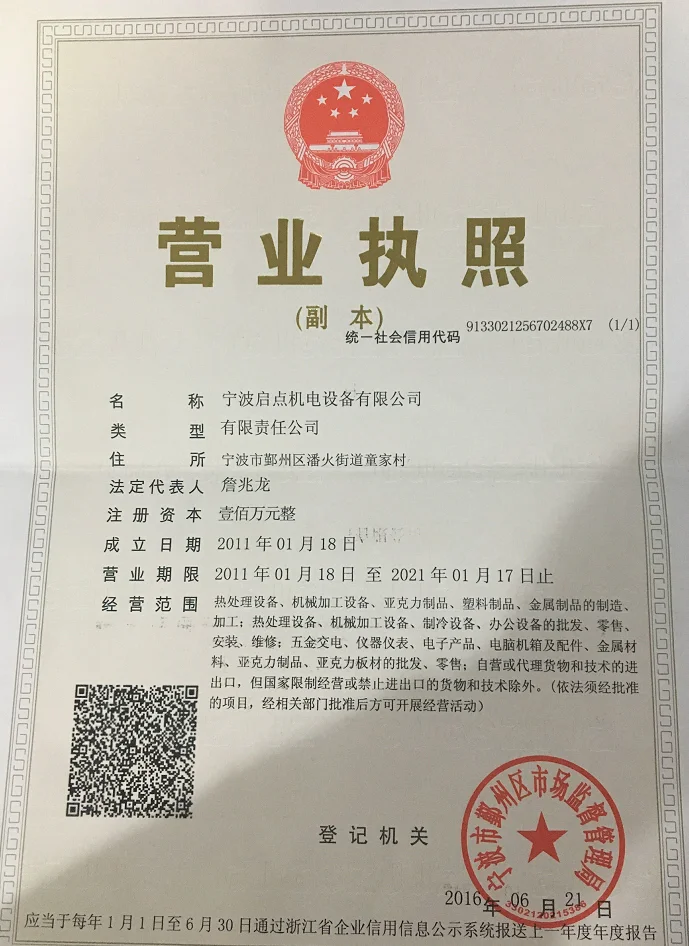 营业执照
(副 本)
统一社会信用代码 9133021256702488X7 (1/1)
名 称 宁波启点机电设备有限公司
类 型 有限责任公司
住 所 宁波市鄞州区潘火街道童家村
法定代表人 詹兆龙
注册资本 壹佰万元整
成立日期 2011年01月18日
营业期限 2011年01月18日 至 2021年01月17日止
经营范围 热处理设备、机械加工设备、亚克力制品、塑料制品、金属制品的制造、
加工；热处理设备、机械加工设备、制冷设备、办公设备的批发、零售、
安装、维修；五金交电、仪器仪表、电子产品、电脑机箱及配件、金属材
料、亚克力制品、亚克力板材的批发、零售；自营或代理货物和技术的进
出口，但国家限制经营或禁止进出口的货物和技术除外。（依法须经批准
的项目，经相关部门批准后方可开展经营活动）
登记机关
宁波市鄞州区市场监督管理局
3302120215386
2016年 06月 21日
应当于每年1月1日至6月30日通过浙江省企业信用信息公示系统报送上一年度年度报告